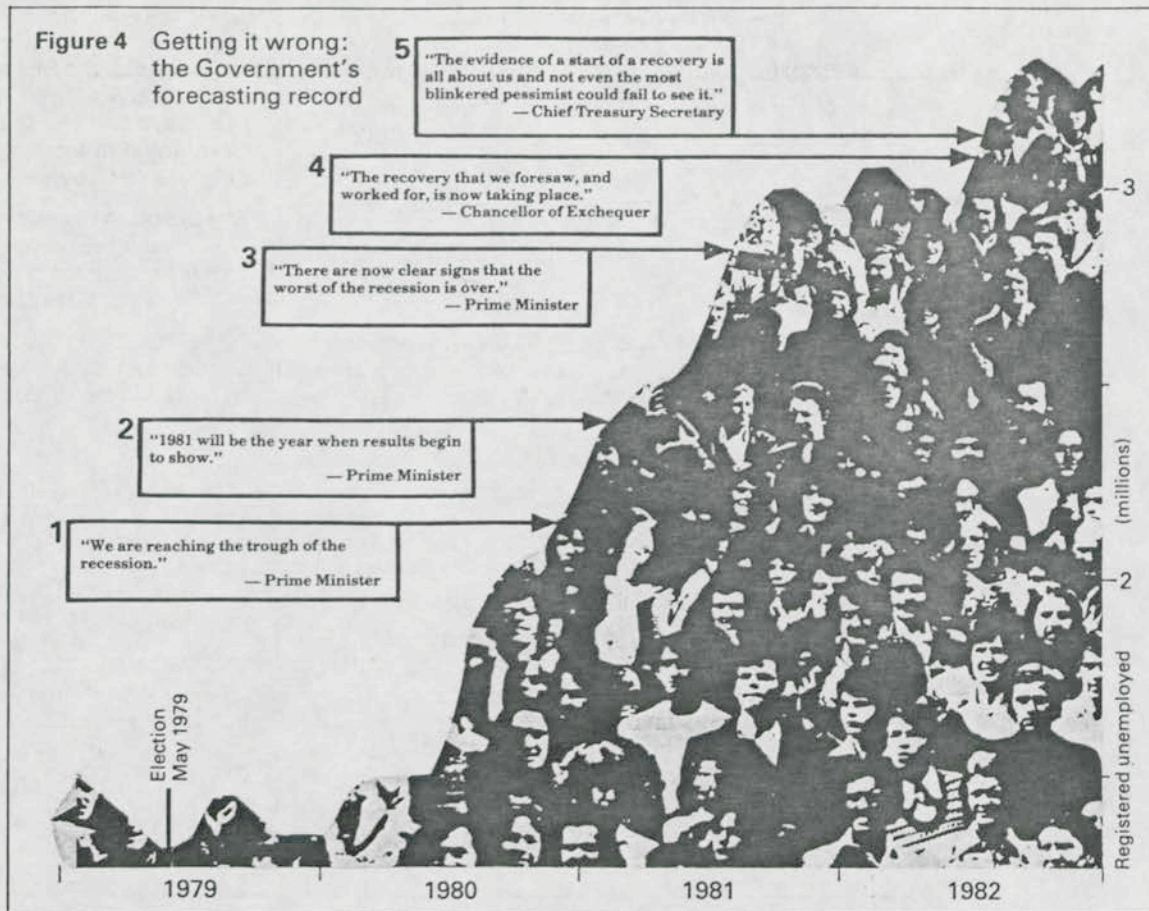 Figure 4 Getting it wrong:
the Government's
forecasting record
5
"The evidence of a start of a recovery is
all about us and not even the most
blinkered pessimist could fail to see it."
— Chief Treasury Secretary
4
"The recovery that we foresaw, and
worked for, is now taking place."
— Chancellor of Exchequer
3
"There are now clear signs that the
worst of the recession is over."
— Prime Minister
2
"1981 will be the year when results begin
to show."
— Prime Minister
1
"We are reaching the trough of the
recession."
— Prime Minister
Election
May 1979
3
2
Registered unemployed (millions)
1979 1980 1981 1982